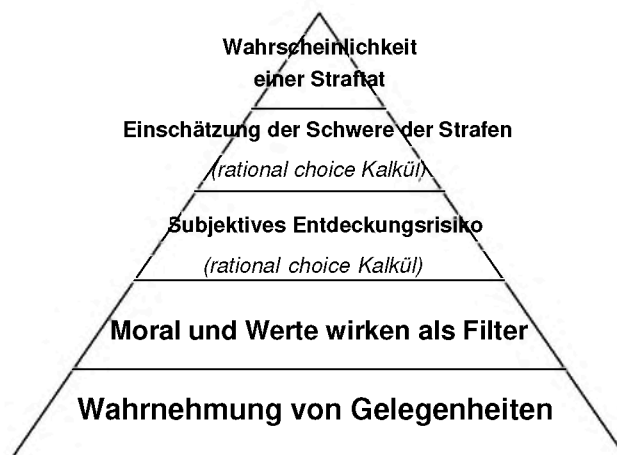 Wahrscheinlichkeit
einer Straftat
Einschätzung der Schwere der Strafen
(rational choice Kalkül)
Subjektives Entdeckungsrisiko
(rational choice Kalkül)
Moral und Werte wirken als Filter
Wahrnehmung von Gelegenheiten